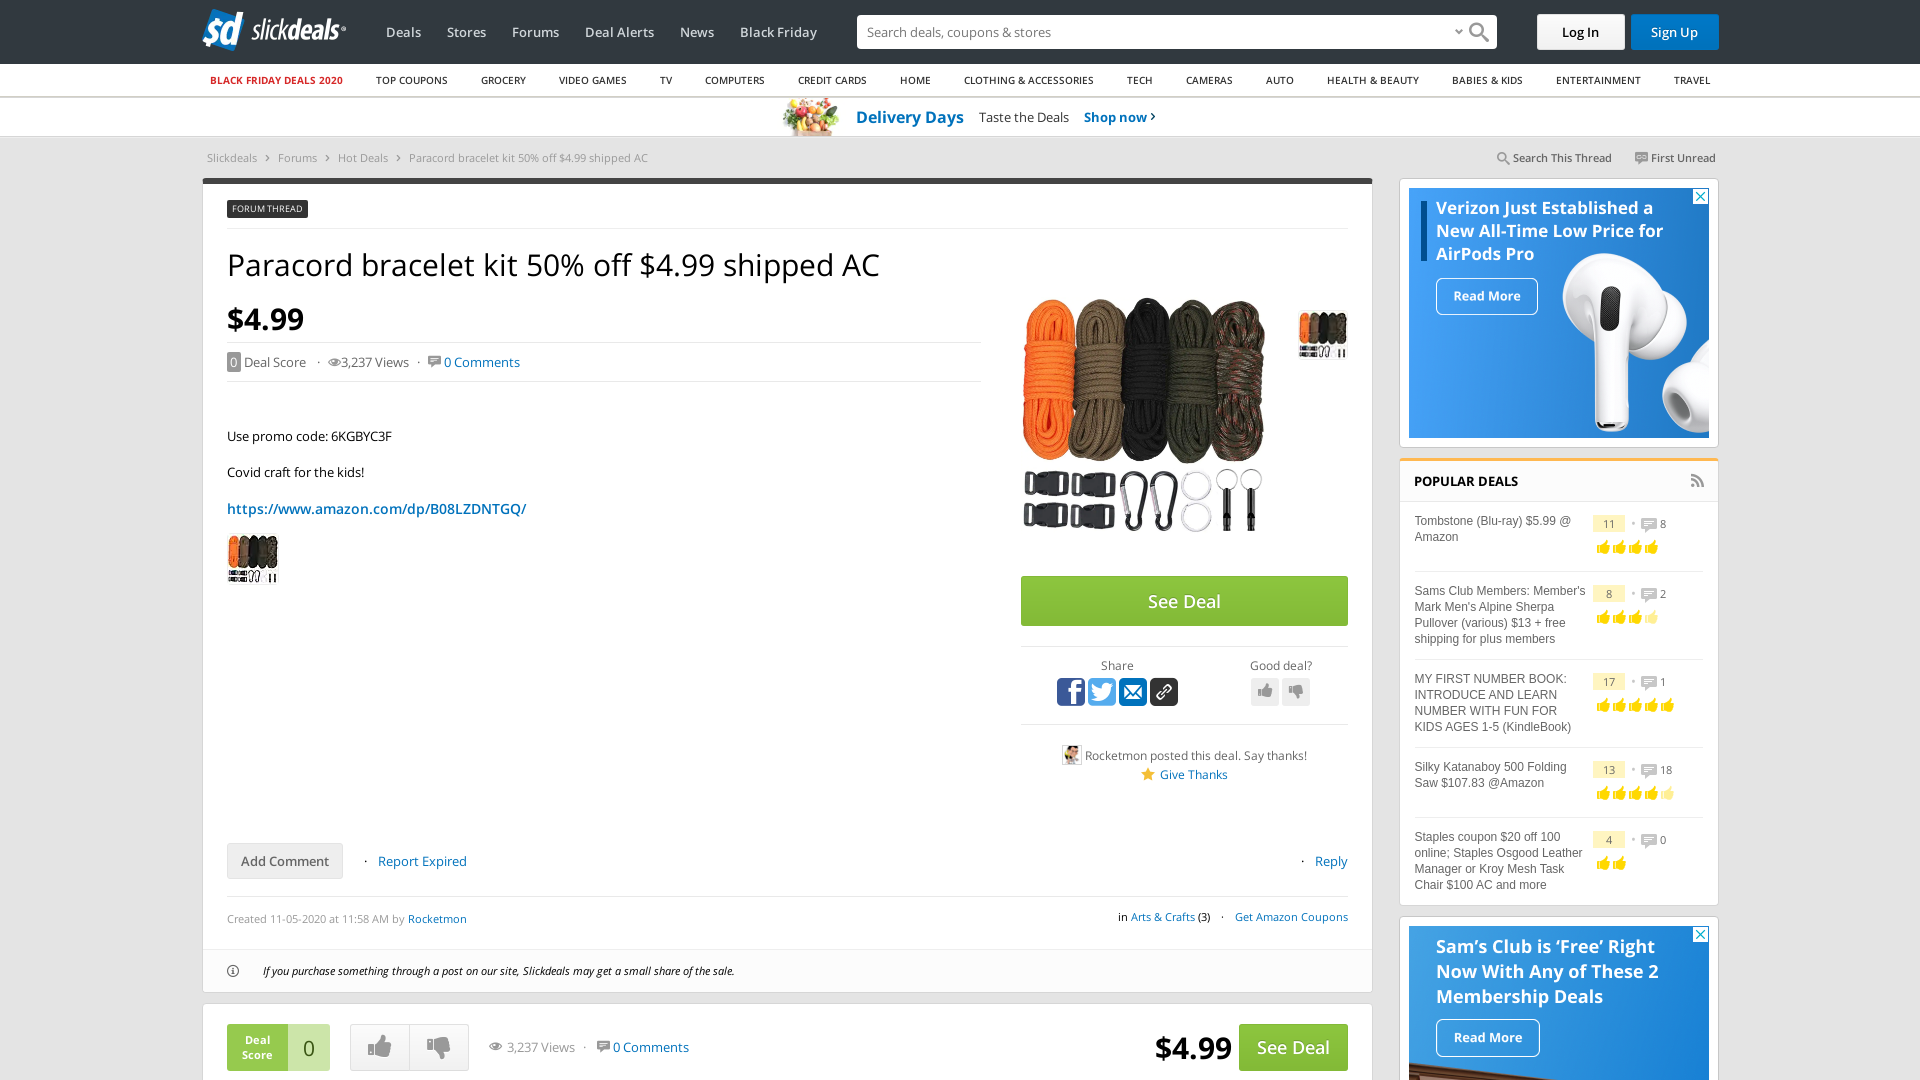 slickdeals
Deals Stores Forums Deal Alerts News Black Friday
Search deals, coupons & stores
Log In Sign Up
BLACK FRIDAY DEALS 2020 TOP COUPONS GROCERY VIDEO GAMES TV COMPUTERS CREDIT CARDS HOME CLOTHING & ACCESSORIES TECH CAMERAS AUTO HEALTH & BEAUTY BABIES & KIDS ENTERTAINMENT TRAVEL
Delivery Days Taste the Deals Shop now
Slickdeals › Forums › Hot Deals › Paracord bracelet kit 50% off $4.99 shipped AC
Search This Thread First Unread
FORUM THREAD
Paracord bracelet kit 50% off $4.99 shipped AC
$4.99
0 Deal Score · 3,237 Views · 0 Comments
Use promo code: 6KGBYC3F
Covid craft for the kids!
https://www.amazon.com/dp/B08LZDNTGQ/
See Deal
Share Good deal?
Rocketmon posted this deal. Say thanks!
Give Thanks
Add Comment · Report Expired · Reply
Created 11-05-2020 at 11:58 AM by Rocketmon
in Arts & Crafts (3) · Get Amazon Coupons
If you purchase something through a post on our site, Slickdeals may get a small share of the sale.
Deal
Score
0
3,237 Views · 0 Comments
$4.99 See Deal
Verizon Just Established a
New All-Time Low Price for
AirPods Pro
Read More
POPULAR DEALS
Tombstone (Blu-ray) $5.99 @
Amazon
11 · 8
Sams Club Members: Member's
Mark Men's Alpine Sherpa
Pullover (various) $13 + free
shipping for plus members
8 · 2
MY FIRST NUMBER BOOK:
INTRODUCE AND LEARN
NUMBER WITH FUN FOR
KIDS AGES 1-5 (KindleBook)
17 · 1
Silky Katanaboy 500 Folding
Saw $107.83 @Amazon
13 · 18
Staples coupon $20 off 100
online; Staples Osgood Leather
Manager or Kroy Mesh Task
Chair $100 AC and more
4 · 0
Sam's Club is ‘Free’ Right
Now With Any of These 2
Membership Deals
Read More